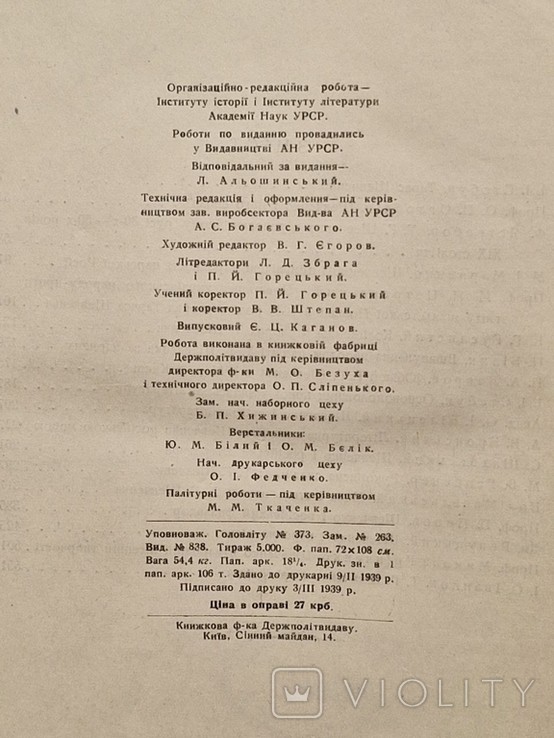 Організаційно-редакційна робота—
Інституту історії і Інституту літератури
Академії Наук УРСР.
Роботи по виданню провадились
у Видавництві АН УРСР.
Відповідальний за видання—
Л. Альошинський.
Технічна редакція і оформлення—під керів-
ництвом зав. виробсектора Вид-ва АН УРСР
А. С. Богаєвського.
Художній редактор В. Г. Єгоров.
Літредактори Л. Д. Збрага
і П. Й. Горецький.
Учений коректор П. Й. Горецький
і коректор В. В. Штепан.
Випусковий Є. Ц. Каганов.
Робота виконана в книжковій фабриці
Держполітвидаву під керівництвом
директора ф-ки М. О. Безуха
і технічного директора О. П. Сліпенького.
Зам. нач. наборного цеху
Б. П. Хижинський.
Верстальники:
Ю. М. Білий і О. М. Бєлік.
Нач. друкарського цеху
О. І. Федченко.
Палітурні роботи—під керівництвом
М. М. Ткаченка.
Уповноваж. Головліту № 373. Зам. № 263.
Вид. № 838. Тираж 5.000. Ф. пап. 72×108 см.
Вага 54,4 кг. Пап. арк. 18¹/₄. Друк. зн. в 1
пап. арк. 106 т. Здано до друкарні 9/II 1939 р.
Підписано до друку 3/III 1939 р.
Ціна в оправі 27 крб.
Книжкова ф-ка Держполітвидаву.
Київ. Сінний майдан, 14.
VIOLITY